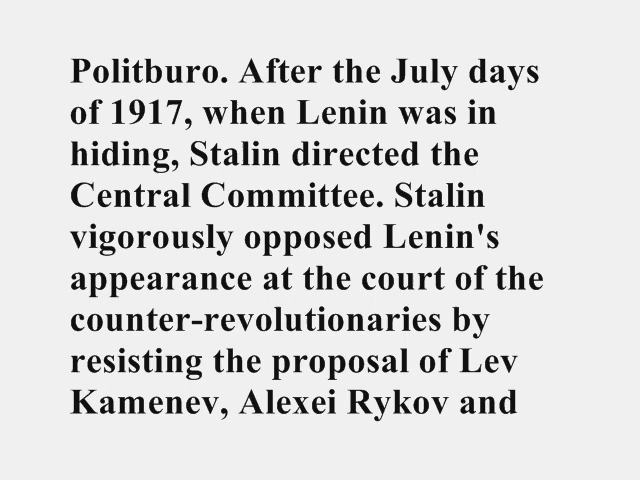 Politburo. After the July days
of 1917, when Lenin was in
hiding, Stalin directed the
Central Committee. Stalin
vigorously opposed Lenin's
appearance at the court of the
counter-revolutionaries by
resisting the proposal of Lev
Kamenev, Alexei Rykov and